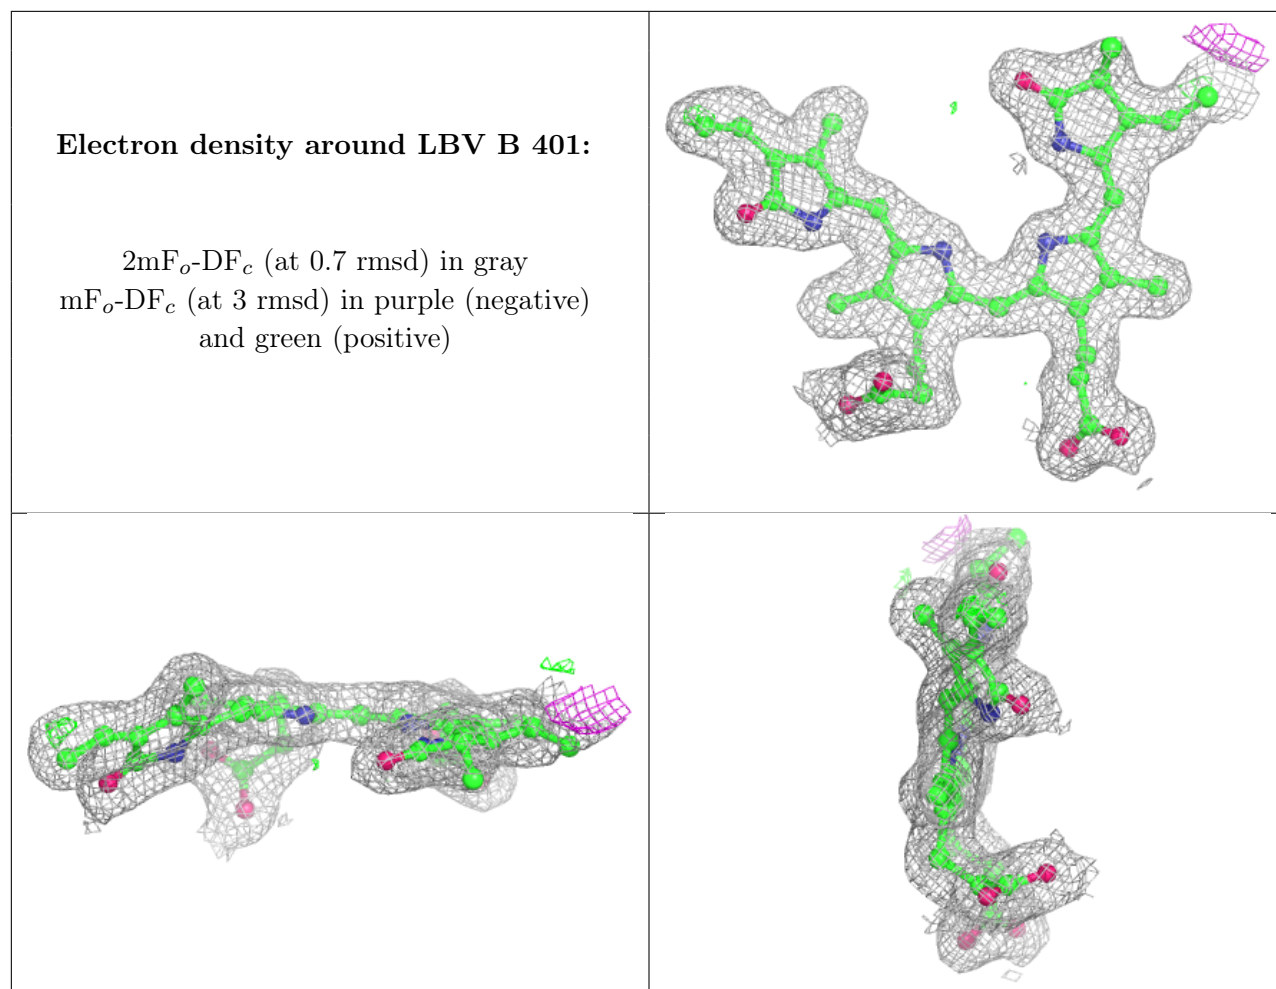 Electron density around LBV B 401:
2mFo-DFc (at 0.7 rmsd) in gray
mFo-DFc (at 3 rmsd) in purple (negative)
and green (positive)